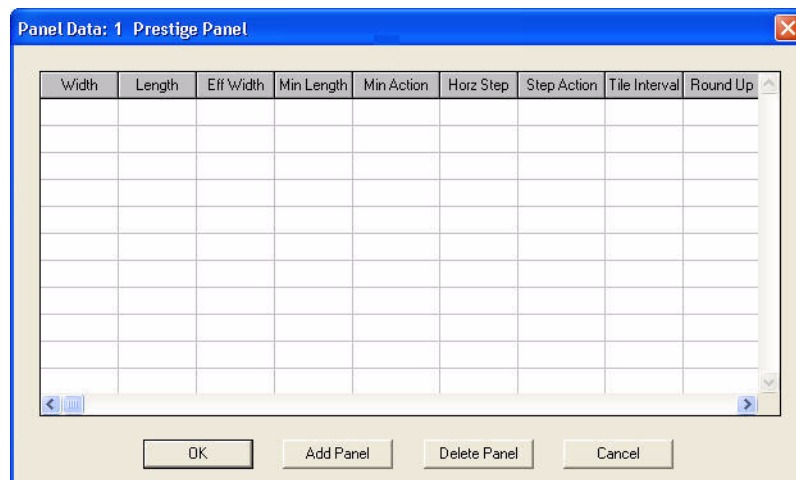 Panel Data: 1 Prestige Panel
Width Length Eff Width Min Length Min Action Horz Step Step Action Tile Interval Round Up
OK Add Panel Delete Panel Cancel